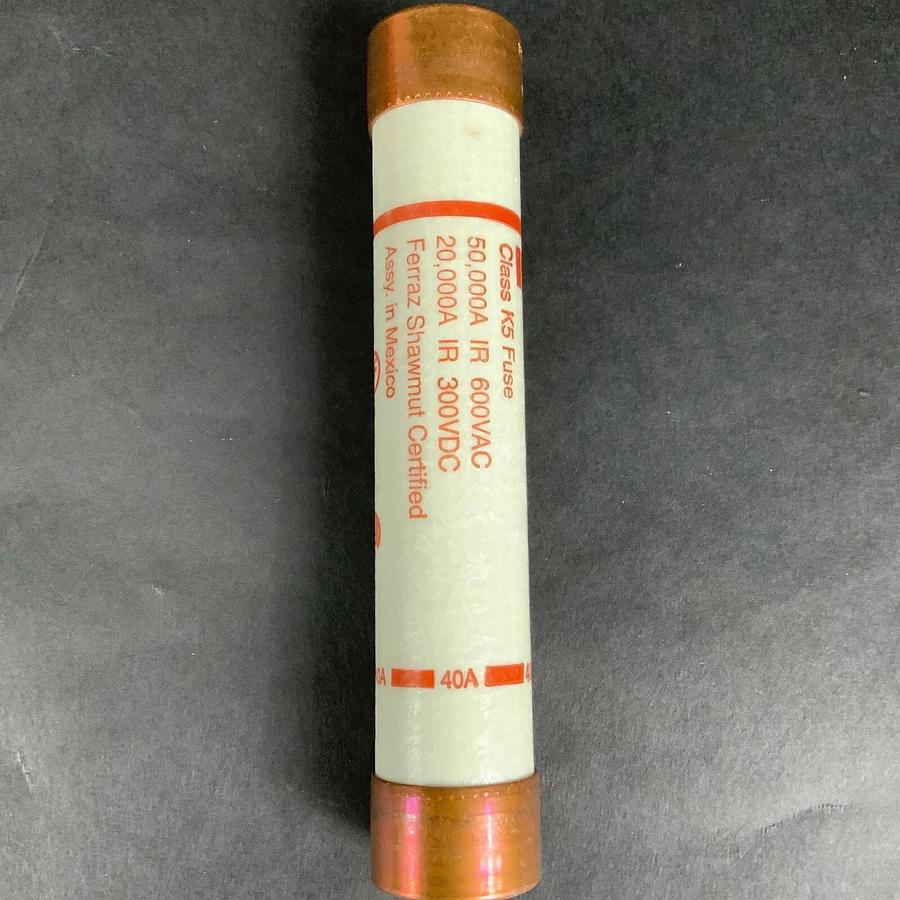 Class K5 Fuse
50,000A IR 600VAC
20,000A IR 300VDC
Ferraz Shawmut Certified
Assy. in Mexico
40A